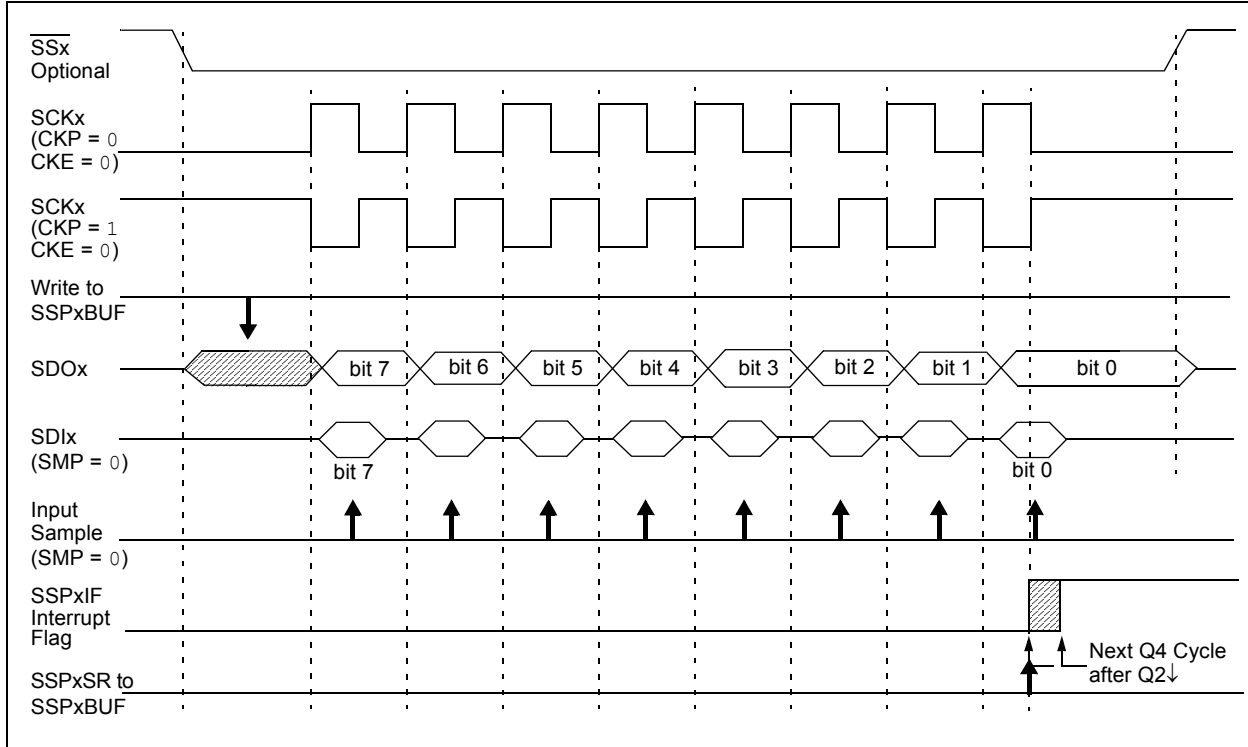 SSx
Optional
SCKx
(CKP = 0
CKE = 0)
SCKx
(CKP = 1
CKE = 0)
Write to
SSPxBUF
SDOx
bit 7
bit 6
bit 5
bit 4
bit 3
bit 2
bit 1
bit 0
SDIx
(SMP = 0)
bit 7
bit 0
Input
Sample
(SMP = 0)
SSPxIF
Interrupt
Flag
Next Q4 Cycle
after Q2↓
SSPxSR to
SSPxBUF